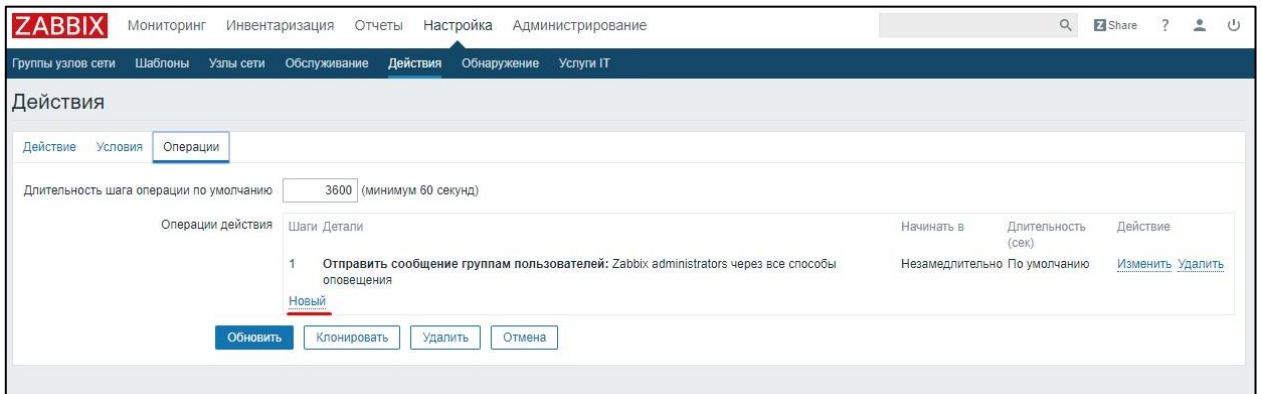 ZABBIX Мониторинг Инвентаризация Отчеты Настройка Администрирование Z Share ?
Группы узлов сети Шаблоны Узлы сети Обслуживание Действия Обнаружение Услуги IT
Действия
Действие Условия Операции
Длительность шага операции по умолчанию 3600 (минимум 60 секунд)
Операции действия Шаги Детали Начинать в Длительность (сек) Действие
1 Отправить сообщение группам пользователей: Zabbix administrators через все способы оповещения Незамедлительно По умолчанию Изменить Удалить
Новый
Обновить Клонировать Удалить Отмена